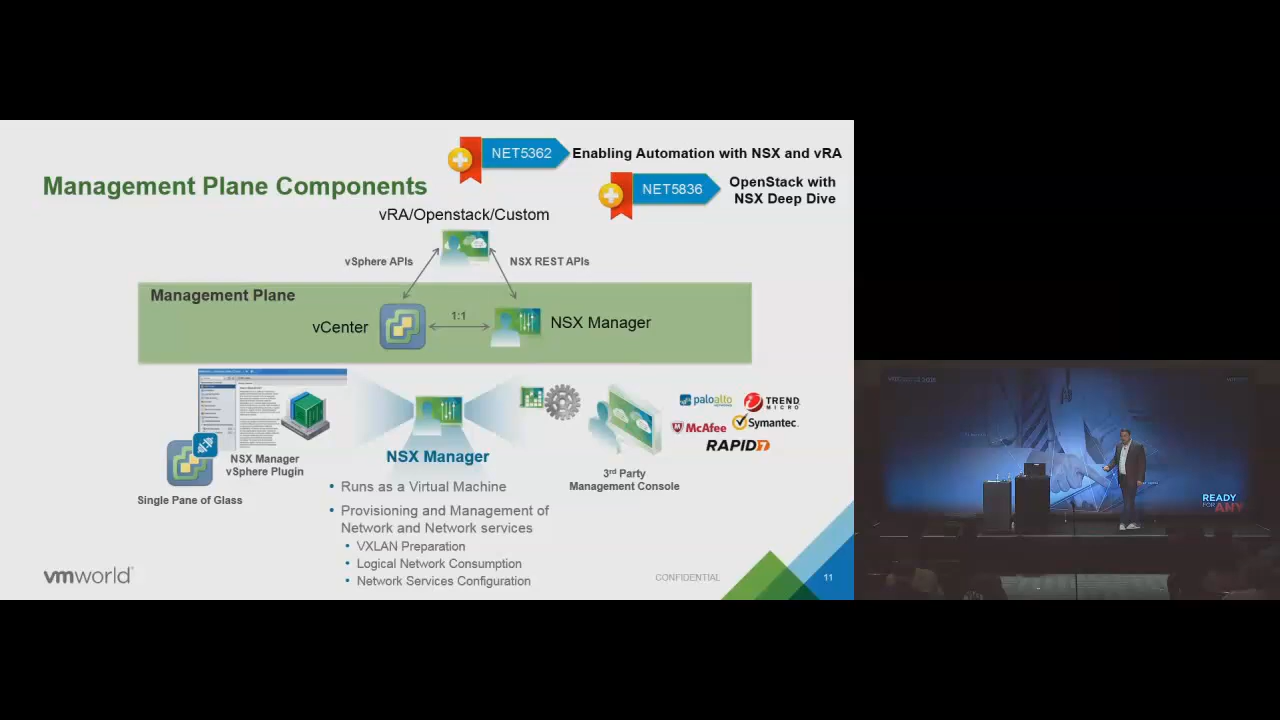 NET5362
Enabling Automation with NSX and vRA
Management Plane Components
NET5836
OpenStack with
NSX Deep Dive
vRA/Openstack/Custom
vSphere APIs
NSX REST APIs
Management Plane
vCenter
1:1
NSX Manager
paloalto
TREND
MICRO
McAfee
Symantec.
RAPID7
NSX Manager
vSphere Plugin
Single Pane of Glass
NSX Manager
3rd Party
Management Console
• Runs as a Virtual Machine
• Provisioning and Management of
Network and Network services
• VXLAN Preparation
• Logical Network Consumption
• Network Services Configuration
vmworld
CONFIDENTIAL
11
READY
FOR ANY